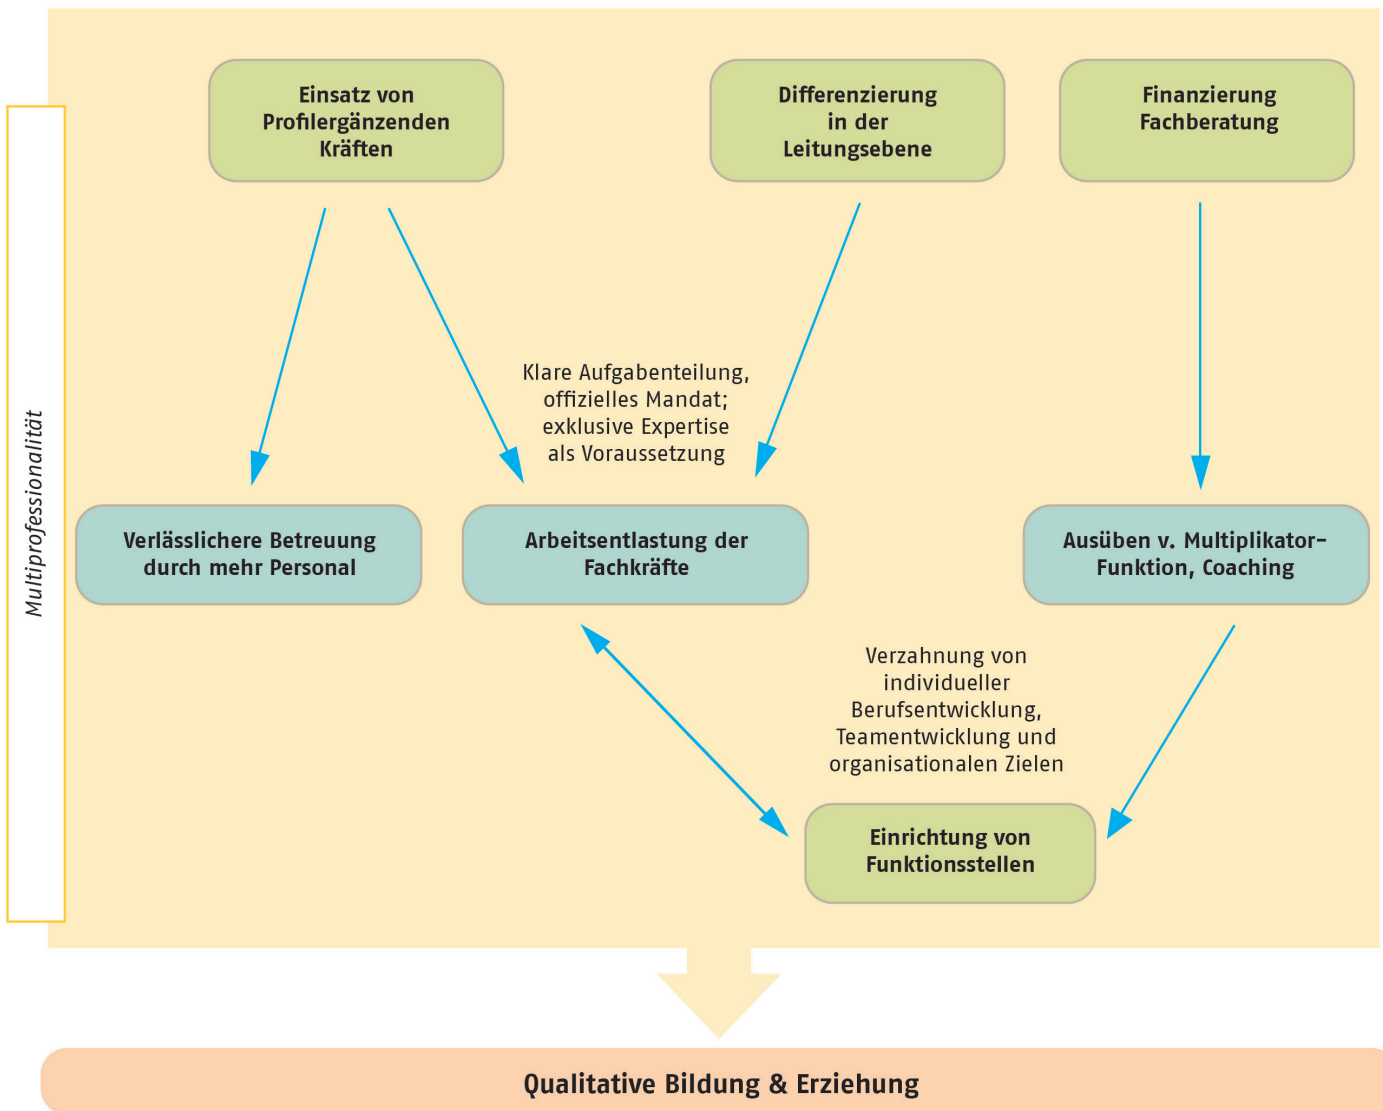 Einsatz von
Profilergänzenden
Kräften
Differenzierung
in der
Leitungsebene
Finanzierung
Fachberatung
Multiprofessionalität
Klare Aufgabenteilung,
offizielles Mandat;
exklusive Expertise
als Voraussetzung
Verlässlichere Betreuung
durch mehr Personal
Arbeitsentlastung der
Fachkräfte
Ausüben v. Multiplikator-
Funktion, Coaching
Verzahnung von
individueller
Berufsentwicklung,
Teamentwicklung und
organisationalen Zielen
Einrichtung von
Funktionsstellen
Qualitative Bildung & Erziehung